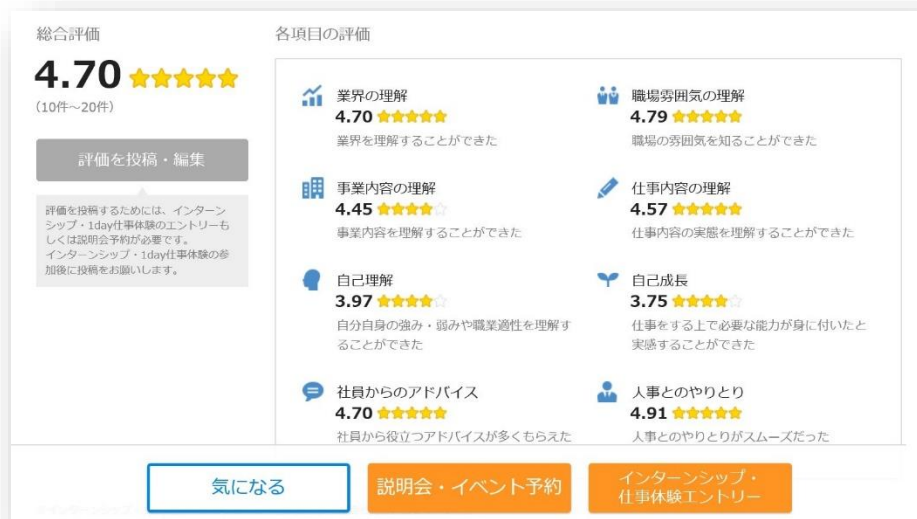 総合評価
4.70
(10件〜20件)
評価を投稿・編集
評価を投稿するためには、インターン
シップ・1day仕事体験のエントリーも
しくは説明会予約が必要です。
インターンシップ・1day仕事体験の参
加後に投稿をお願いします。
各項目の評価
業界の理解
4.70
業界を理解することができた
職場雰囲気の理解
4.79
職場の雰囲気を知ることができた
事業内容の理解
4.45
事業内容を理解することができた
仕事内容の理解
4.57
仕事内容の実態を理解することができた
自己理解
3.97
自分自身の強み・弱みや職業適性を理解す
ることができた
自己成長
3.75
仕事をする上で必要な能力が身に付いたと
実感することができた
社員からのアドバイス
4.70
社員から役立つアドバイスが多くもらえた
人事とのやりとり
4.91
人事とのやりとりがスムーズだった
気になる
説明会・イベント予約
インターンシップ・
仕事体験エントリー